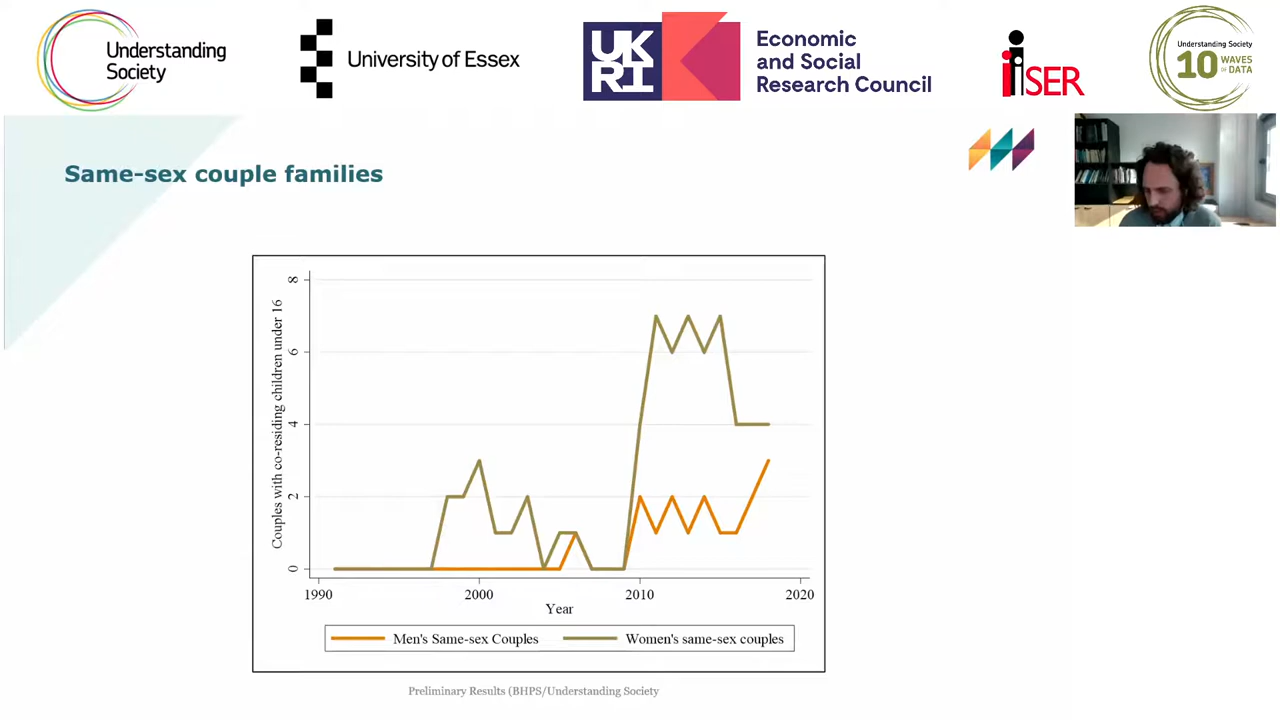 Understanding
Society
University of Essex
UK
RI
Economic
and Social
Research Council
iSER
Understanding Society
10 WAVES
OF DATA
Same-sex couple families
Couples with co-residing children under 16
8
6
4
2
0
1990
2000
2010
2020
Year
Men's Same-sex Couples
Women's same-sex couples
Preliminary Results (BHPS/Understanding Society